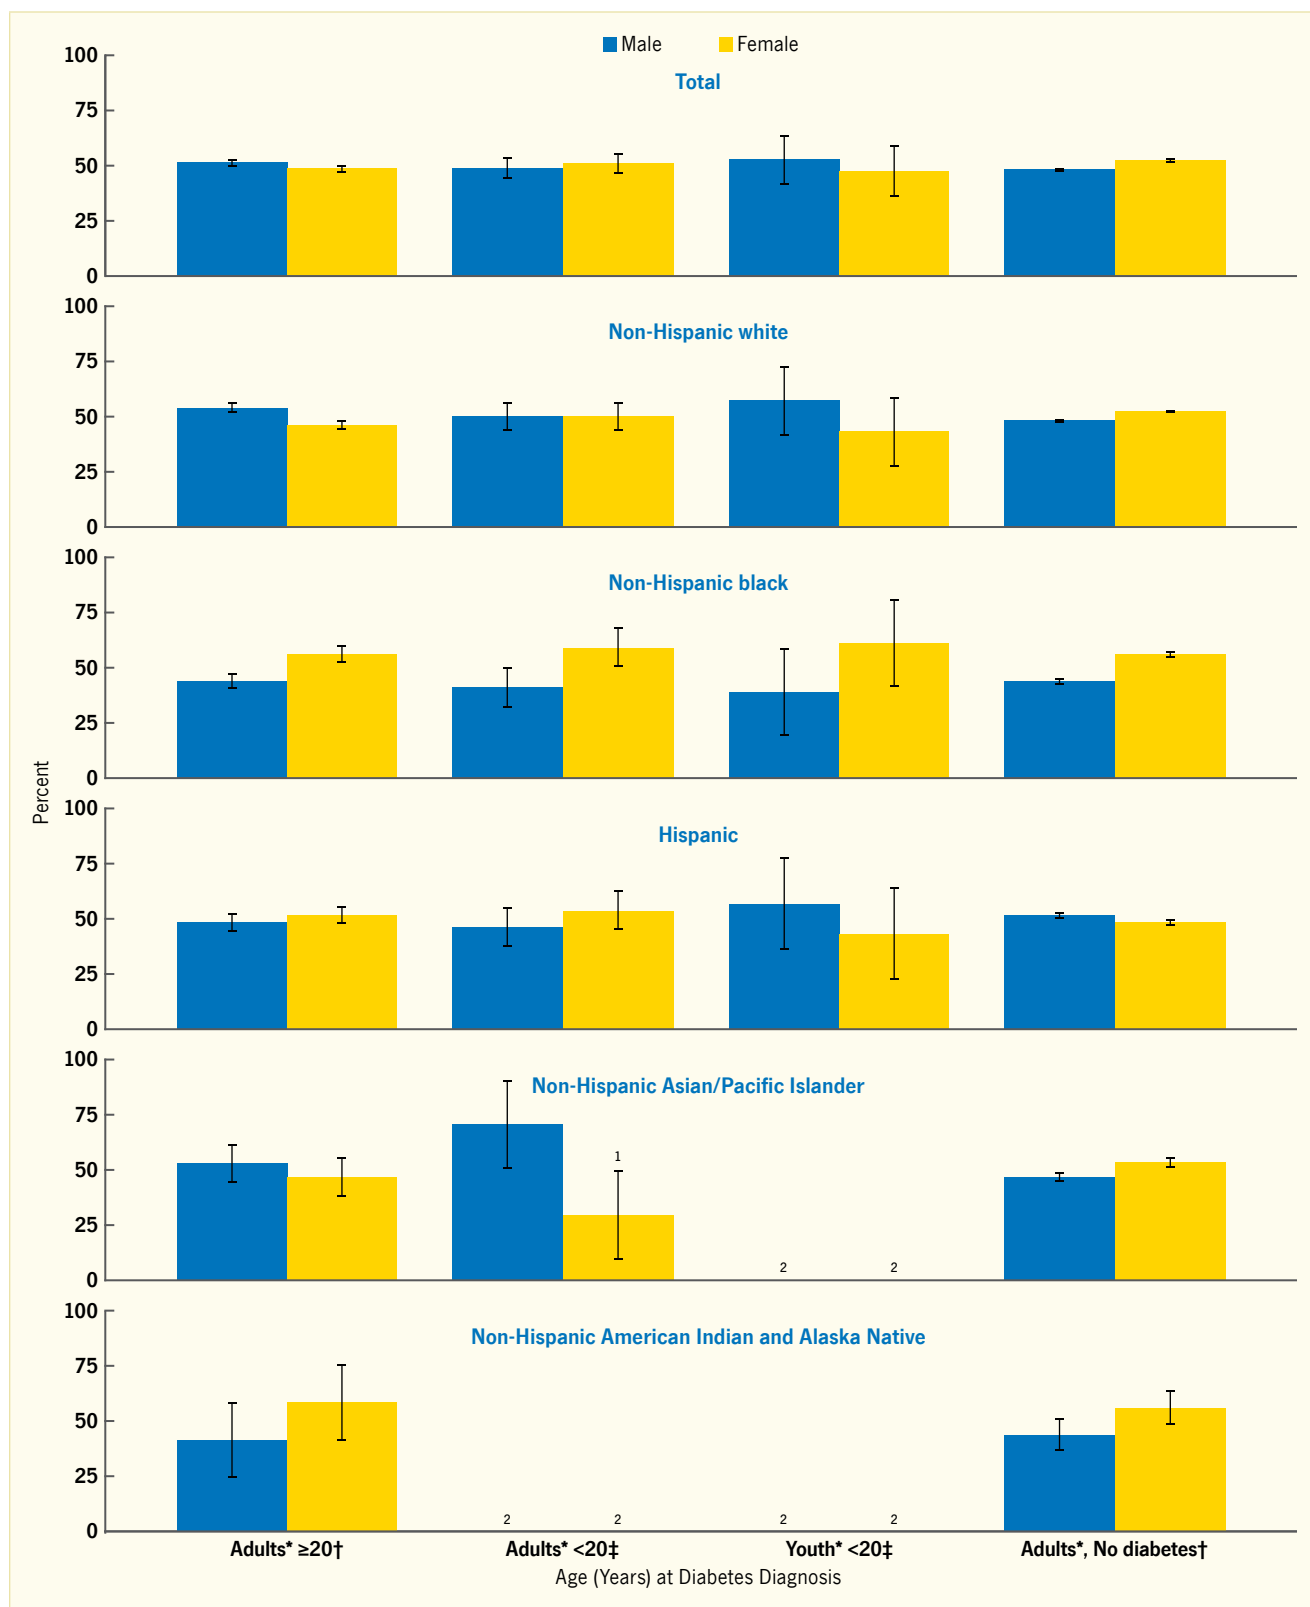 Male Female
Total
100
75
50
25
0
Non-Hispanic white
100
75
50
25
0
Non-Hispanic black
100
75
50
25
0
Percent
Hispanic
100
75
50
25
0
Non-Hispanic Asian/Pacific Islander
100
75
50
25
0
1
2 2
Non-Hispanic American Indian and Alaska Native
100
75
50
25
0
2 2 2 2
Adults* ≥20† Adults* <20‡ Youth* <20‡ Adults*, No diabetes†
Age (Years) at Diabetes Diagnosis